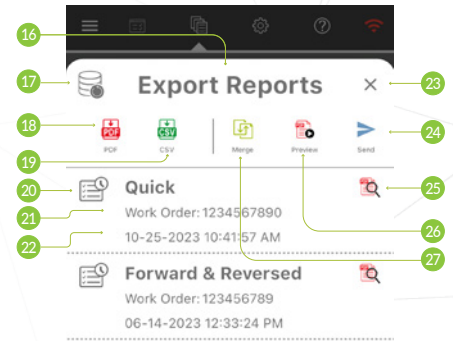 16
17 Export Reports 23
18 PDF CSV 24
PDF CSV Merge Preview Send
19
20 Quick 25
21 Work Order: 1234567890
22 10-25-2023 10:41:57 AM 26
27
Forward & Reversed
Work Order: 123456789
06-14-2023 12:33:24 PM